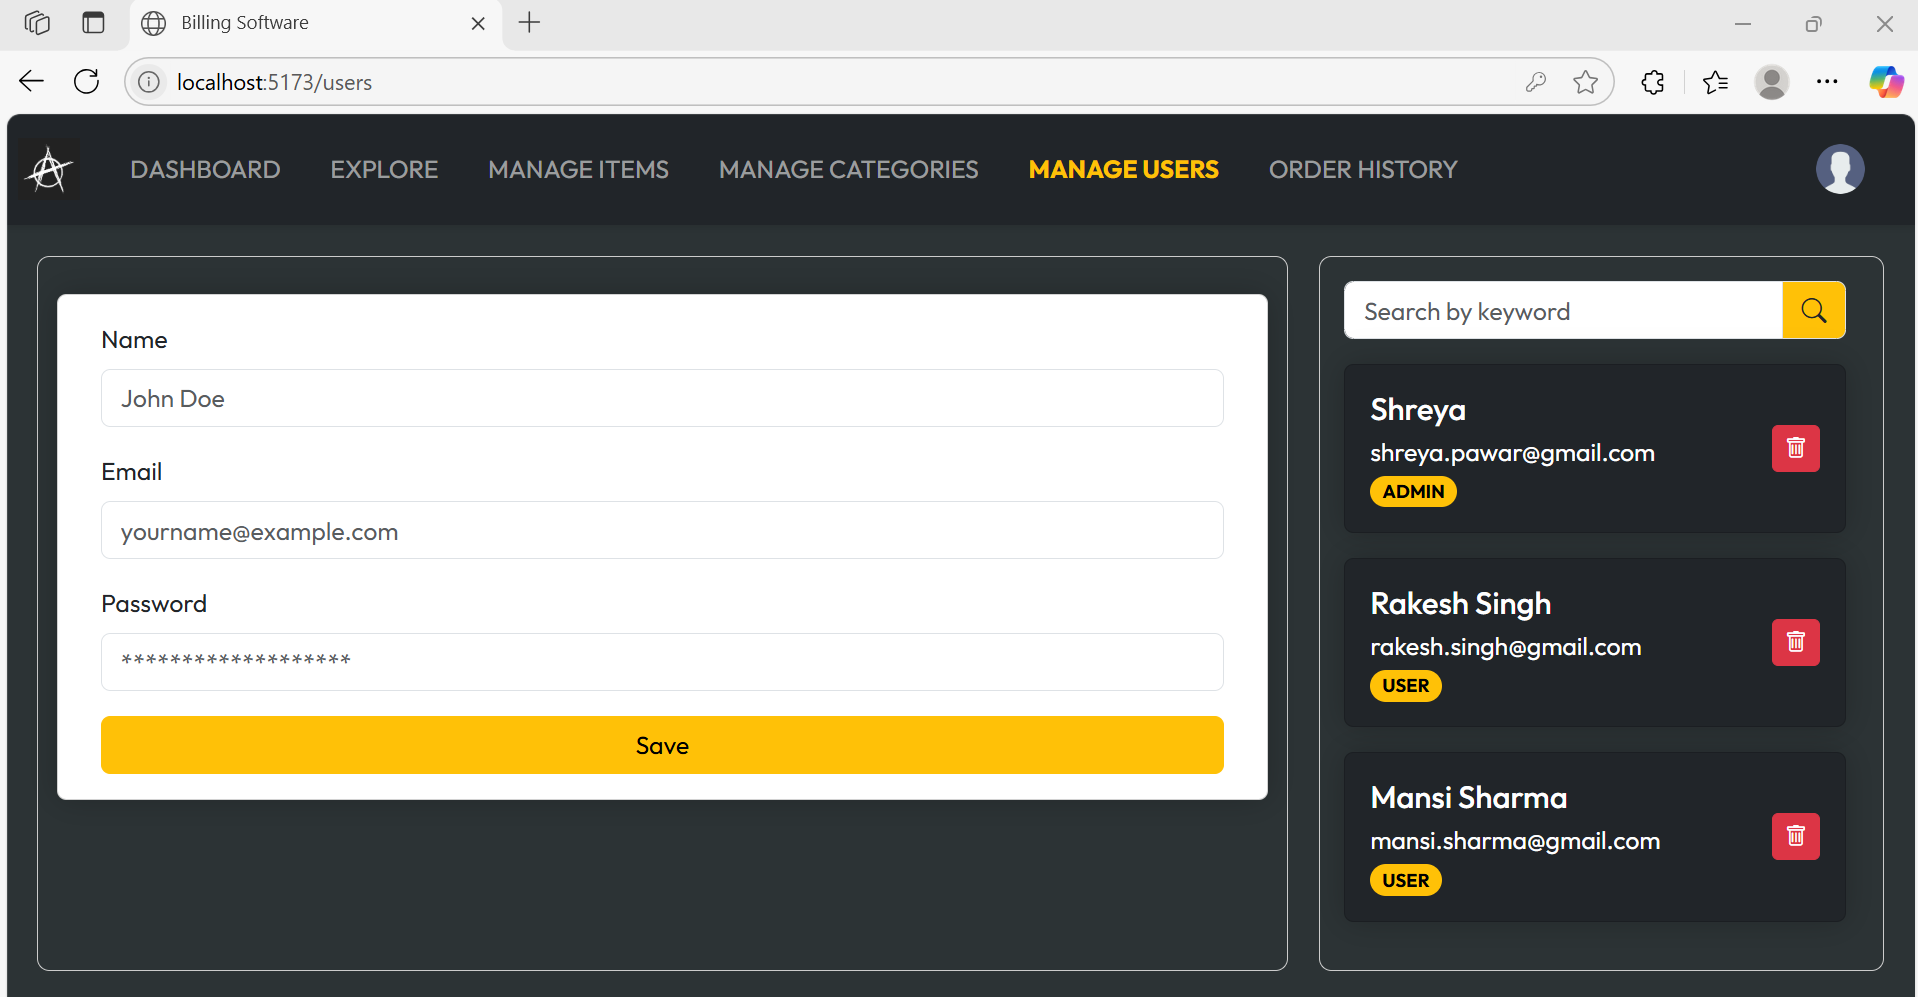 Billing Software
localhost:5173/users
DASHBOARD EXPLORE MANAGE ITEMS MANAGE CATEGORIES MANAGE USERS ORDER HISTORY
Name
John Doe
Email
yourname@example.com
Password
*******************
Save
Search by keyword
Shreya
shreya.pawar@gmail.com
ADMIN
Rakesh Singh
rakesh.singh@gmail.com
USER
Mansi Sharma
mansi.sharma@gmail.com
USER